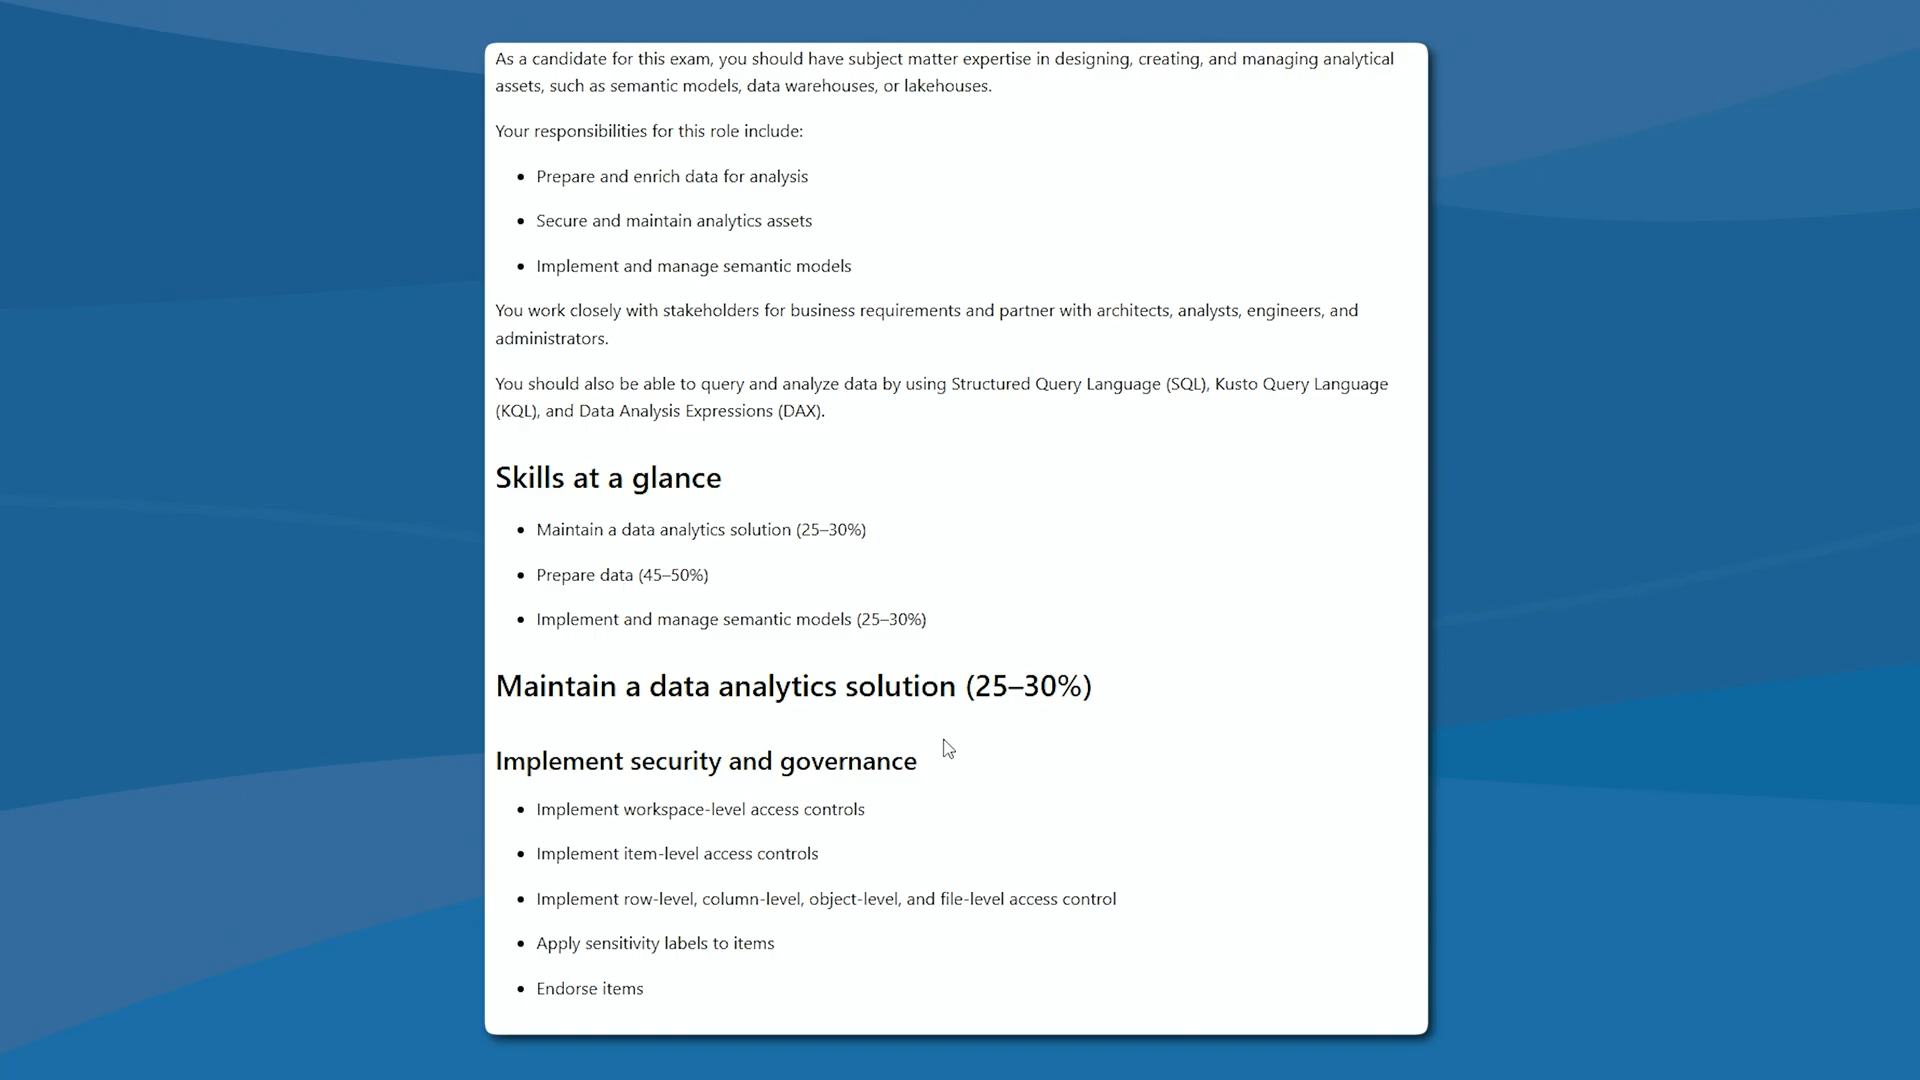 As a candidate for this exam, you should have subject matter expertise in designing, creating, and managing analytical
assets, such as semantic models, data warehouses, or lakehouses.
Your responsibilities for this role include:
• Prepare and enrich data for analysis
• Secure and maintain analytics assets
• Implement and manage semantic models
You work closely with stakeholders for business requirements and partner with architects, analysts, engineers, and
administrators.
You should also be able to query and analyze data by using Structured Query Language (SQL), Kusto Query Language
(KQL), and Data Analysis Expressions (DAX).
Skills at a glance
• Maintain a data analytics solution (25–30%)
• Prepare data (45–50%)
• Implement and manage semantic models (25–30%)
Maintain a data analytics solution (25–30%)
Implement security and governance
• Implement workspace-level access controls
• Implement item-level access controls
• Implement row-level, column-level, object-level, and file-level access control
• Apply sensitivity labels to items
• Endorse items